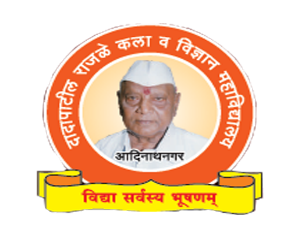 दादापाटील राजळे कला व विज्ञान महाविद्यालय
आदिनाथनगर
विद्या सर्वस्य भूषणम्